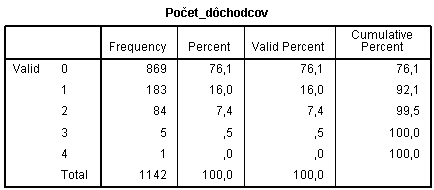 Počet_dôchodcov
Frequency Percent Valid Percent Cumulative Percent
Valid 0 869 76,1 76,1 76,1
1 183 16,0 16,0 92,1
2 84 7,4 7,4 99,5
3 5 ,5 ,5 100,0
4 1 ,0 ,0 100,0
Total 1142 100,0 100,0